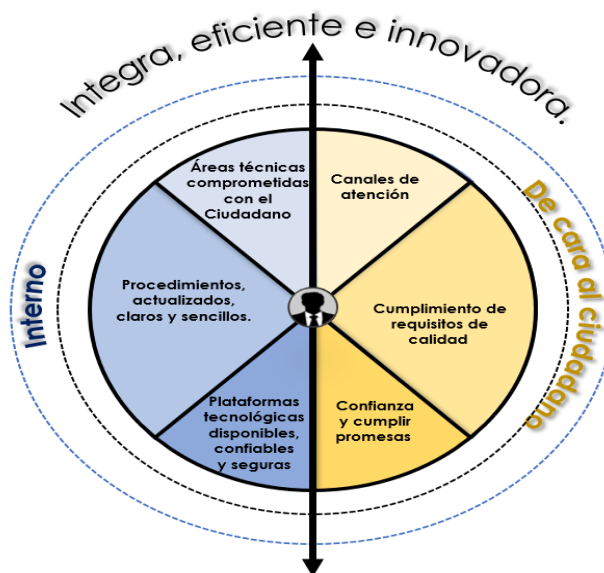 Integra, eficiente e innovadora.
Interno
De cara al ciudadano
Áreas técnicas
comprometidas
con el
Ciudadano
Canales de
atención
Procedimientos,
actualizados,
claros y sencillos.
Cumplimiento de
requisitos de
calidad
Plataformas
tecnológicas
disponibles,
confiables
y seguras
Confianza
y cumplir
promesas